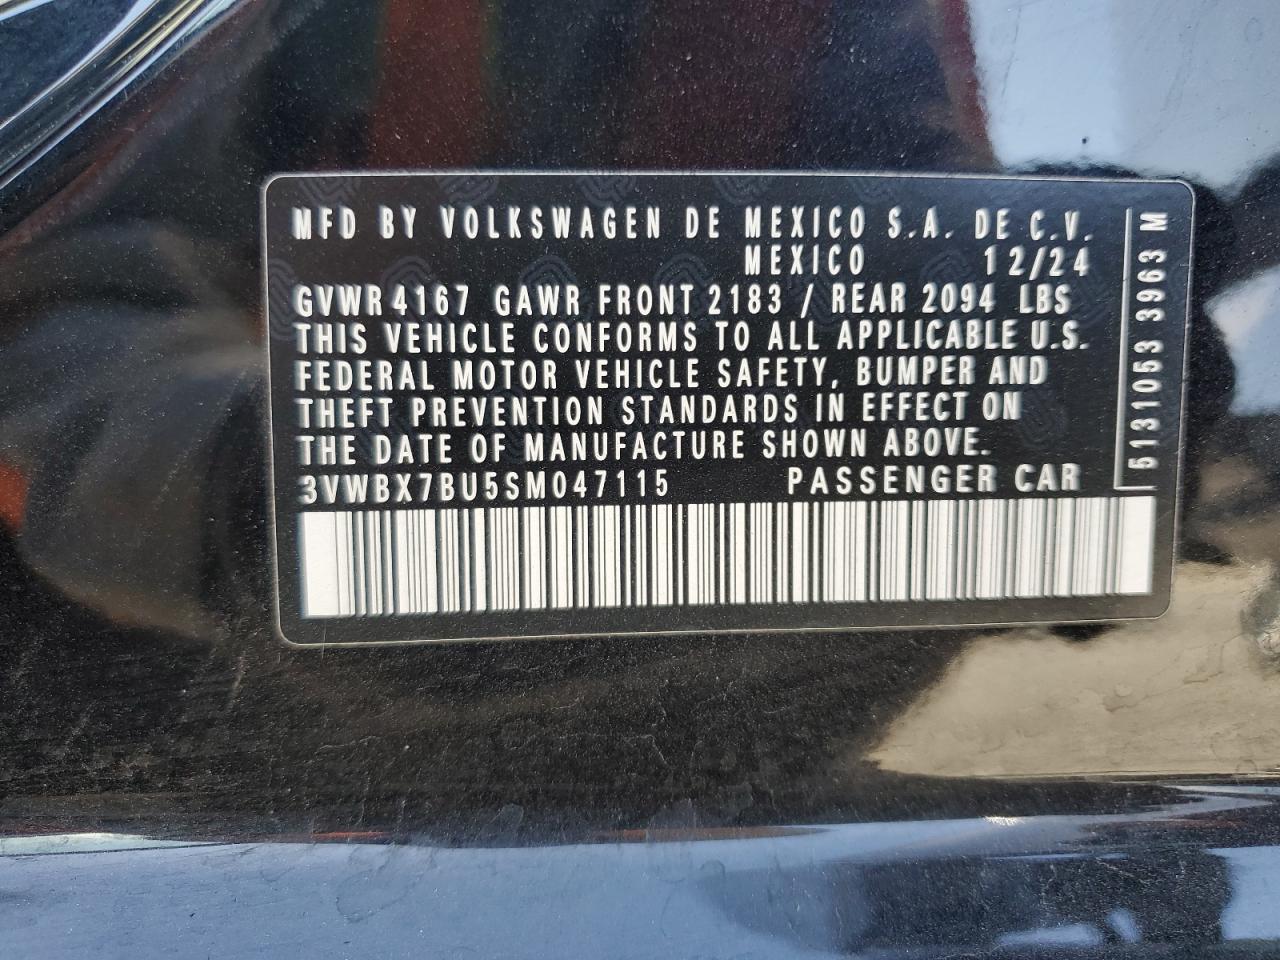 MFD BY VOLKSWAGEN DE MEXICO S.A. DE C.V.
MEXICO 12/24
GVWR 4167 GAWR FRONT 2183 / REAR 2094 LBS
THIS VEHICLE CONFORMS TO ALL APPLICABLE U.S.
FEDERAL MOTOR VEHICLE SAFETY, BUMPER AND
THEFT PREVENTION STANDARDS IN EFFECT ON
THE DATE OF MANUFACTURE SHOWN ABOVE.
3VWBX7BU5SM047115 PASSENGER CAR
5131053 3963 M